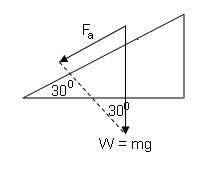 Fₐ
30⁰
30⁰
W = mg